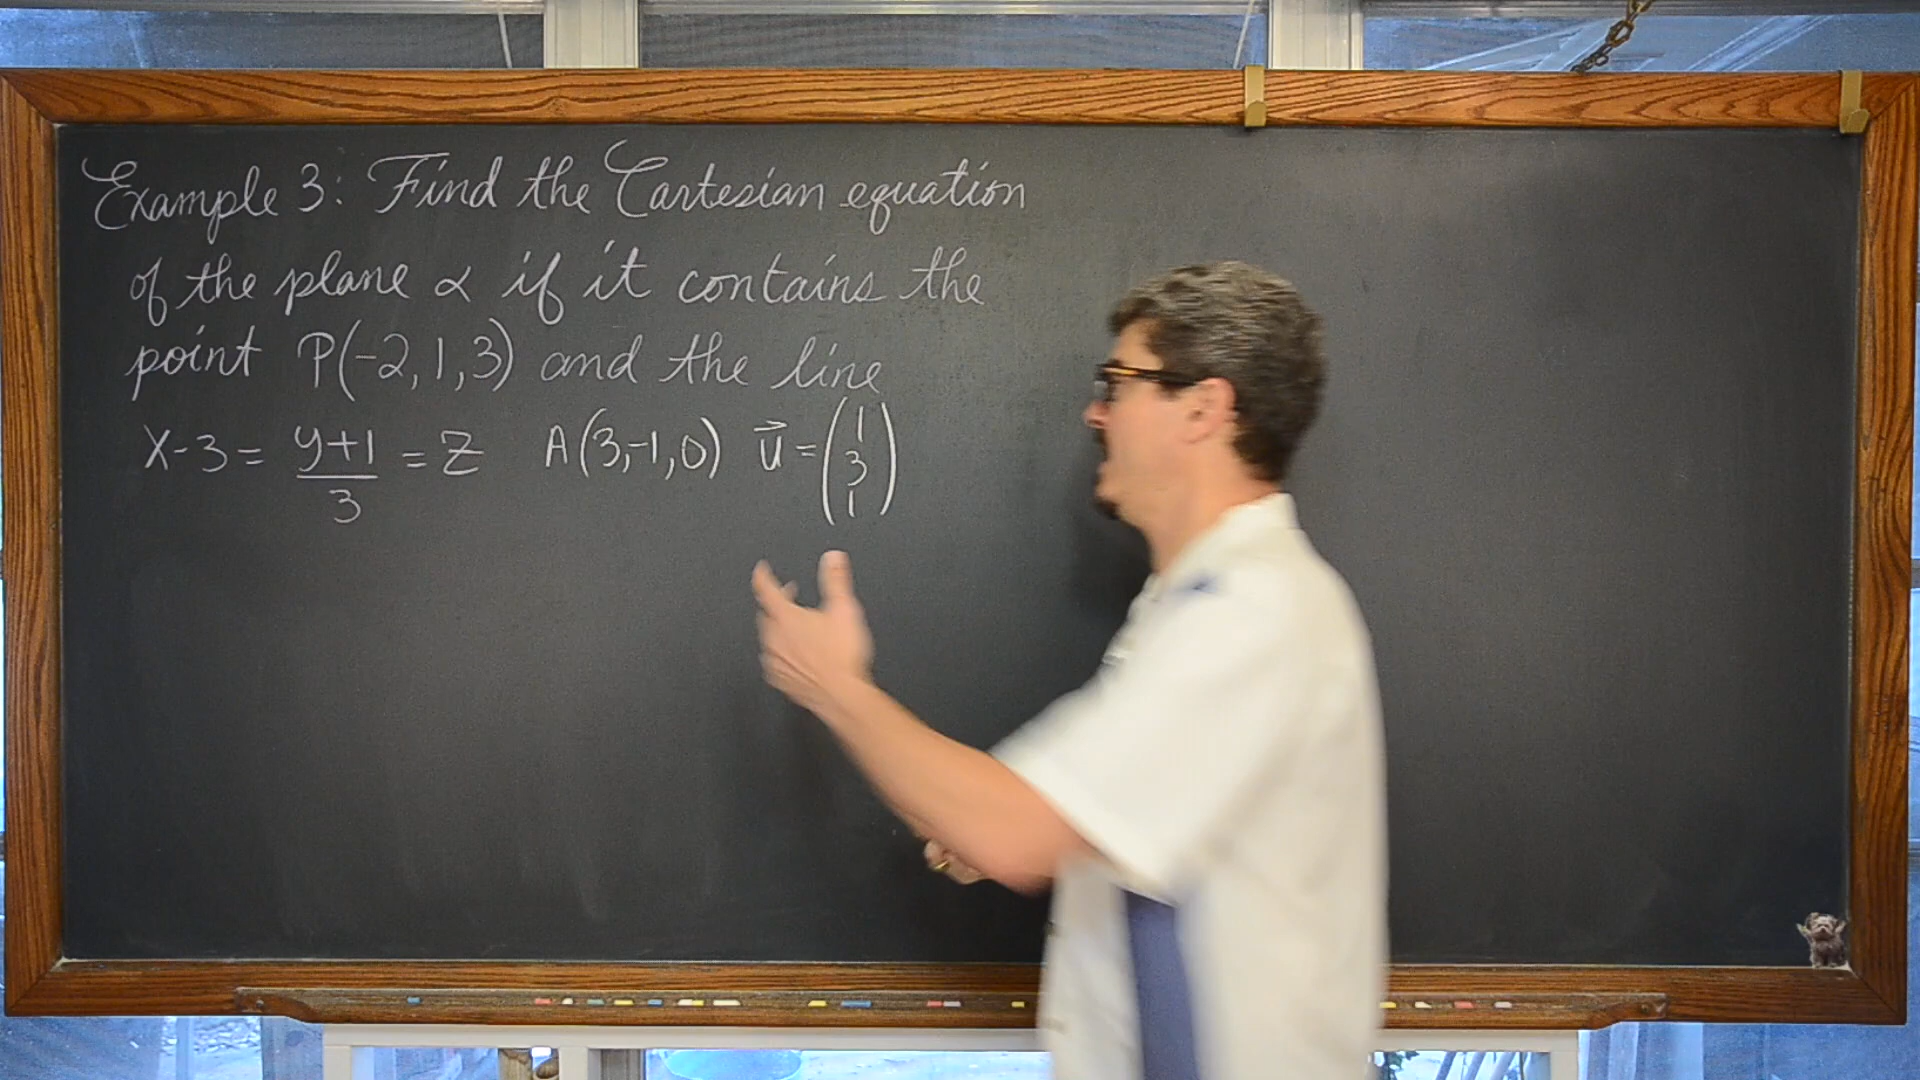 Example 3: Find the Cartesian equation
of the plane α if it contains the
point P(-2,1,3) and the line
x-3 = (y+1)/3 = z A(3,-1,0) u⃗ = (1 3 1)